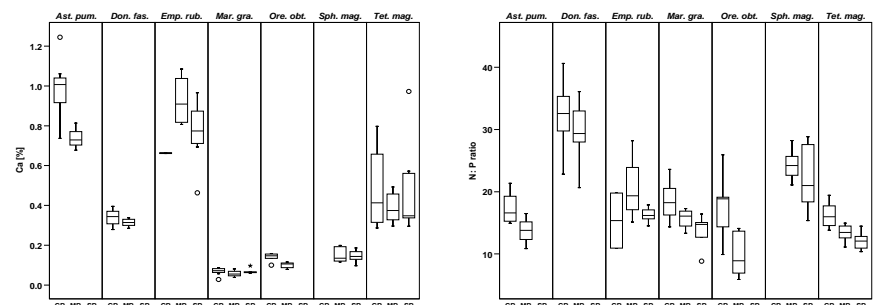 Ast. pum. Don. fas. Emp. rub. Mar. gra. Ore. obt. Sph. mag. Tet. mag.
1.2
1.0
0.8
0.6
0.4
0.2
0.0
Ca [%]
Ast. pum. Don. fas. Emp. rub. Mar. gra. Ore. obt. Sph. mag. Tet. mag.
40
30
20
10
N: P ratio